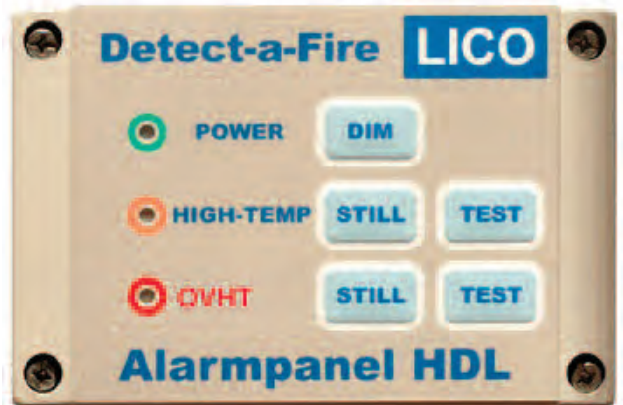 Detect-a-Fire LICO
POWER DIM
HIGH-TEMP STILL TEST
OVHT STILL TEST
Alarmpanel HDL